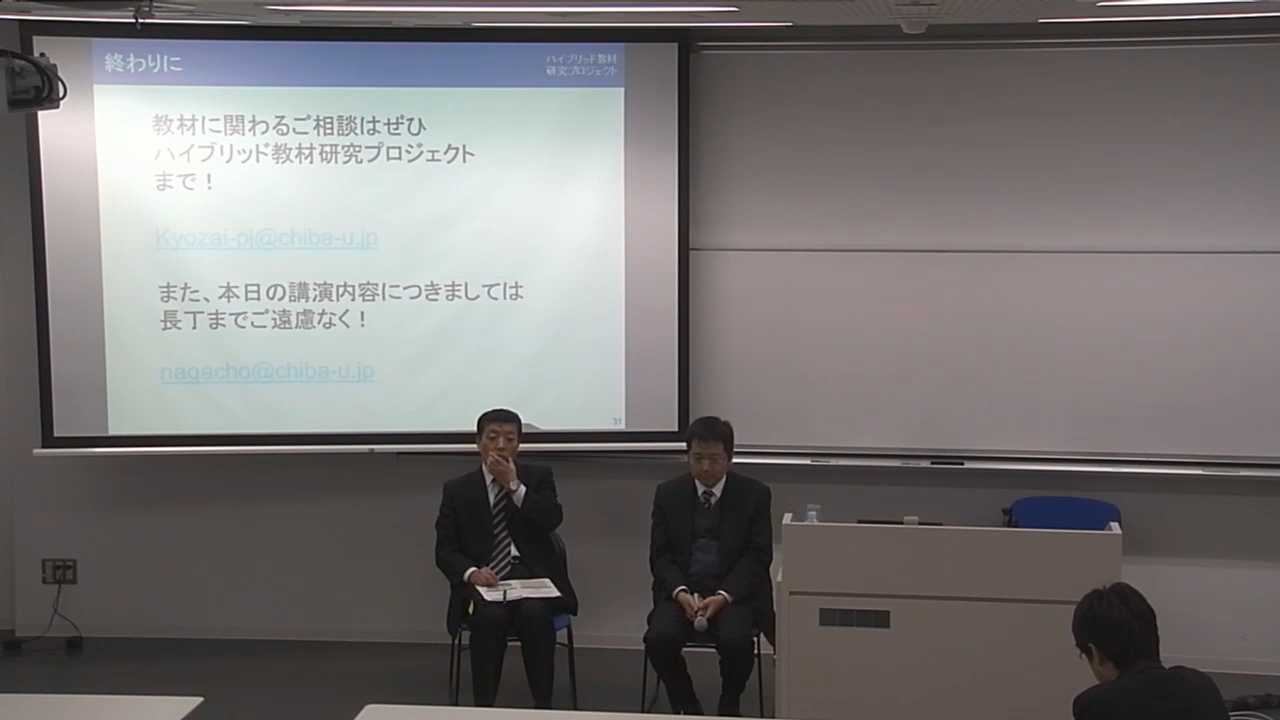 終わりに
ハイブリッド教材
研究プロジェクト
教材に関わるご相談はぜひ
ハイブリッド教材研究プロジェクト
まで！
Kyozai-pj@chiba-u.jp
また、本日の講演内容につきましては
長丁までご遠慮なく！
nagacho@chiba-u.jp
31